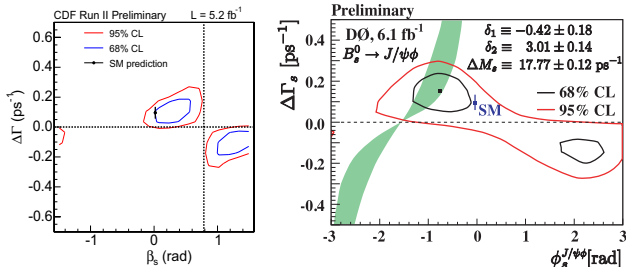 CDF Run II Preliminary L = 5.2 fb⁻¹
95% CL
68% CL
SM prediction
ΔΓ (ps⁻¹)
0.6
0.4
0.2
0.0
-0.2
-0.4
-0.6
-1 0 1
βₛ (rad)
Preliminary
DØ, 6.1 fb⁻¹
Bₛ⁰ → J/ψϕ
δ₁ ≡ −0.42 ± 0.18
δ₂ ≡ 3.01 ± 0.14
ΔMₛ ≡ 17.77 ± 0.12 ps⁻¹
68% CL
95% CL
SM
ΔΓₛ [ps⁻¹]
0.4
0.2
0.0
-0.2
-0.4
-3 -2 -1 0 1 2 3
ϕₛ^J/ψϕ [rad]